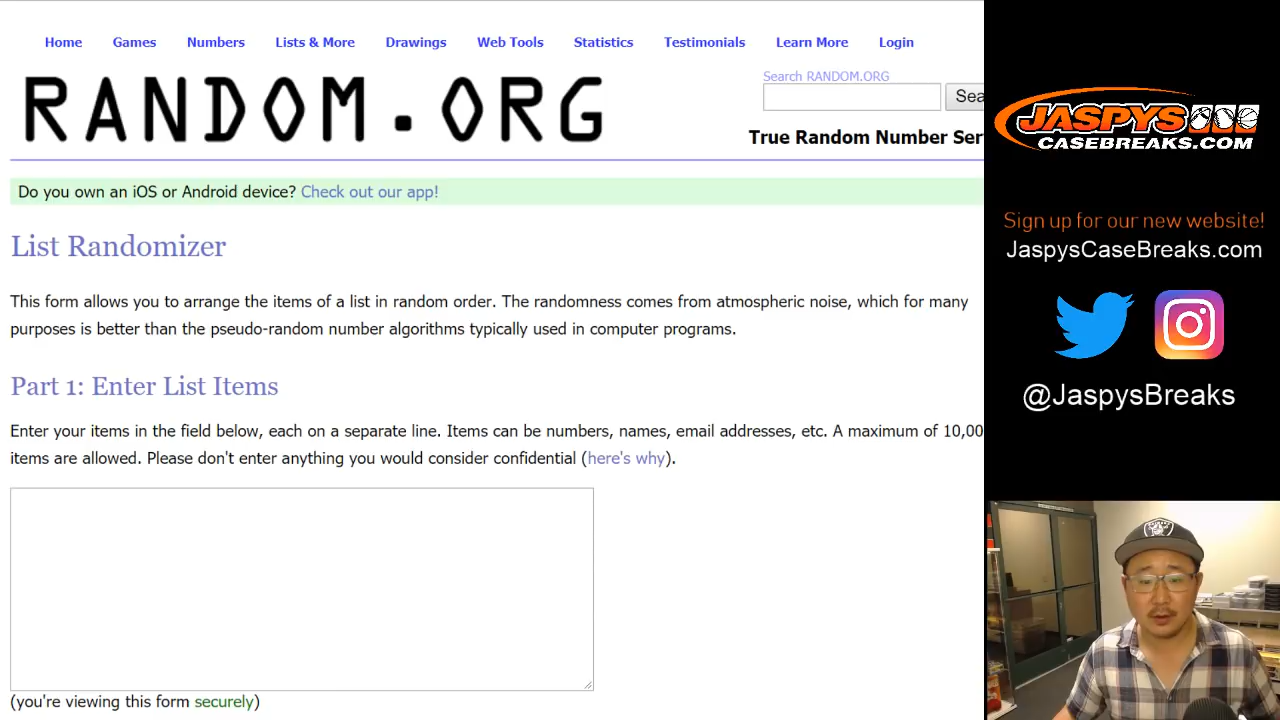 Home Games Numbers Lists & More Drawings Web Tools Statistics Testimonials Learn More Login
RANDOM.ORG
Search RANDOM.ORG
Sea
True Random Number Ser
Do you own an iOS or Android device? Check out our app!
List Randomizer
This form allows you to arrange the items of a list in random order. The randomness comes from atmospheric noise, which for many
purposes is better than the pseudo-random number algorithms typically used in computer programs.
Part 1: Enter List Items
Enter your items in the field below, each on a separate line. Items can be numbers, names, email addresses, etc. A maximum of 10,00
items are allowed. Please don't enter anything you would consider confidential (here's why).
(you're viewing this form securely)
JASPYS
CASEBREAKS.COM
Sign up for our new website!
JaspysCaseBreaks.com
@JaspysBreaks